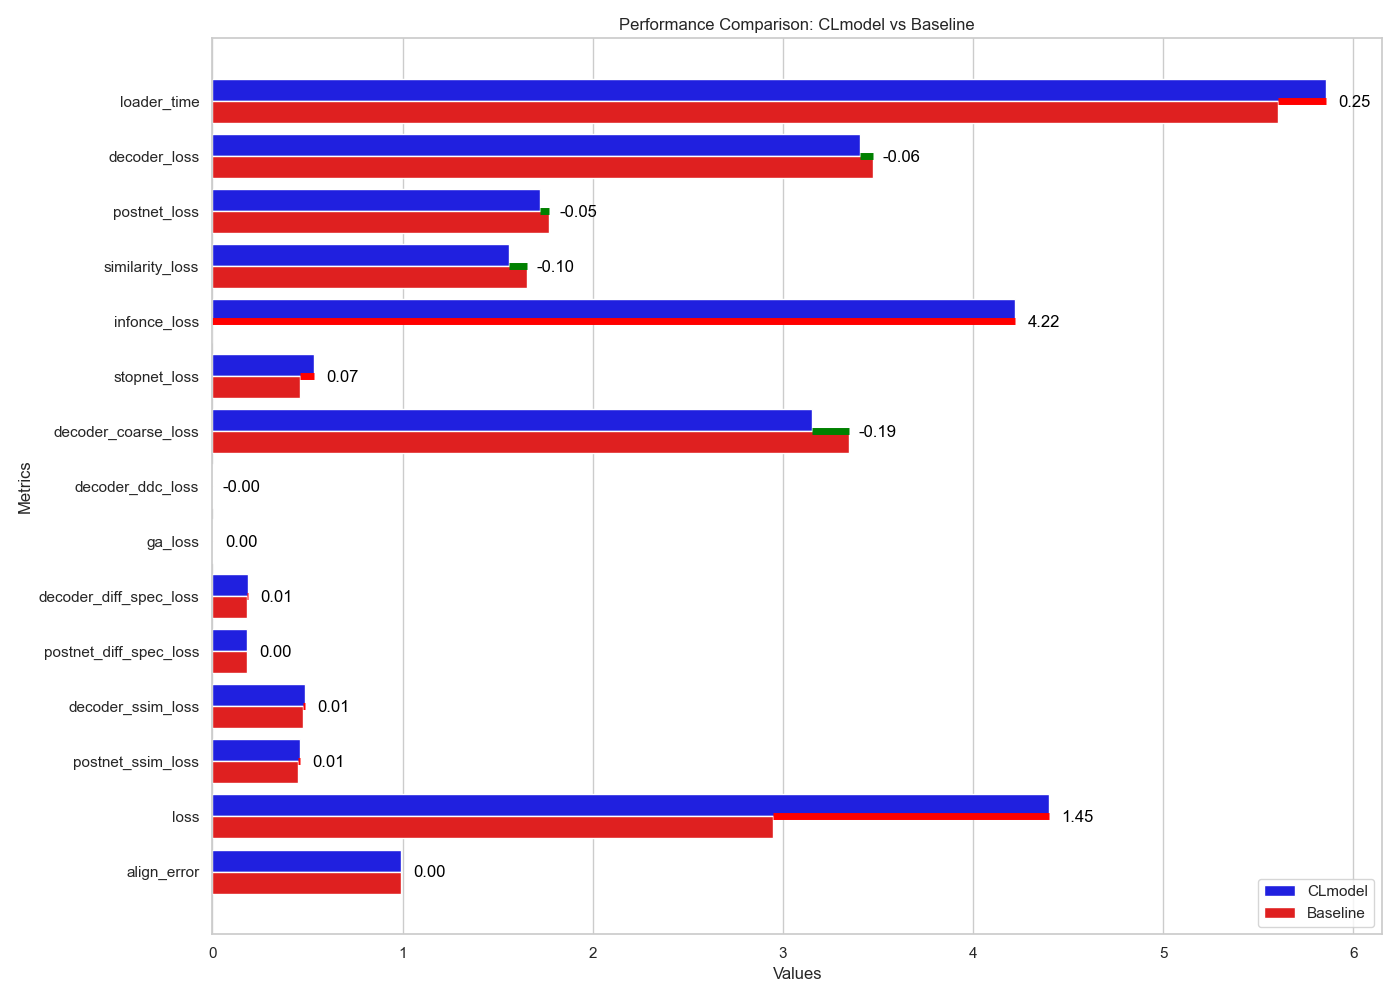 Performance Comparison: CLmodel vs Baseline
Metrics
loader_time
0.25
decoder_loss
-0.06
postnet_loss
-0.05
similarity_loss
-0.10
infonce_loss
4.22
stopnet_loss
0.07
decoder_coarse_loss
-0.19
decoder_ddc_loss
-0.00
ga_loss
0.00
decoder_diff_spec_loss
0.01
postnet_diff_spec_loss
0.00
decoder_ssim_loss
0.01
postnet_ssim_loss
0.01
loss
1.45
align_error
0.00
CLmodel
Baseline
0 1 2 3 4 5 6
Values